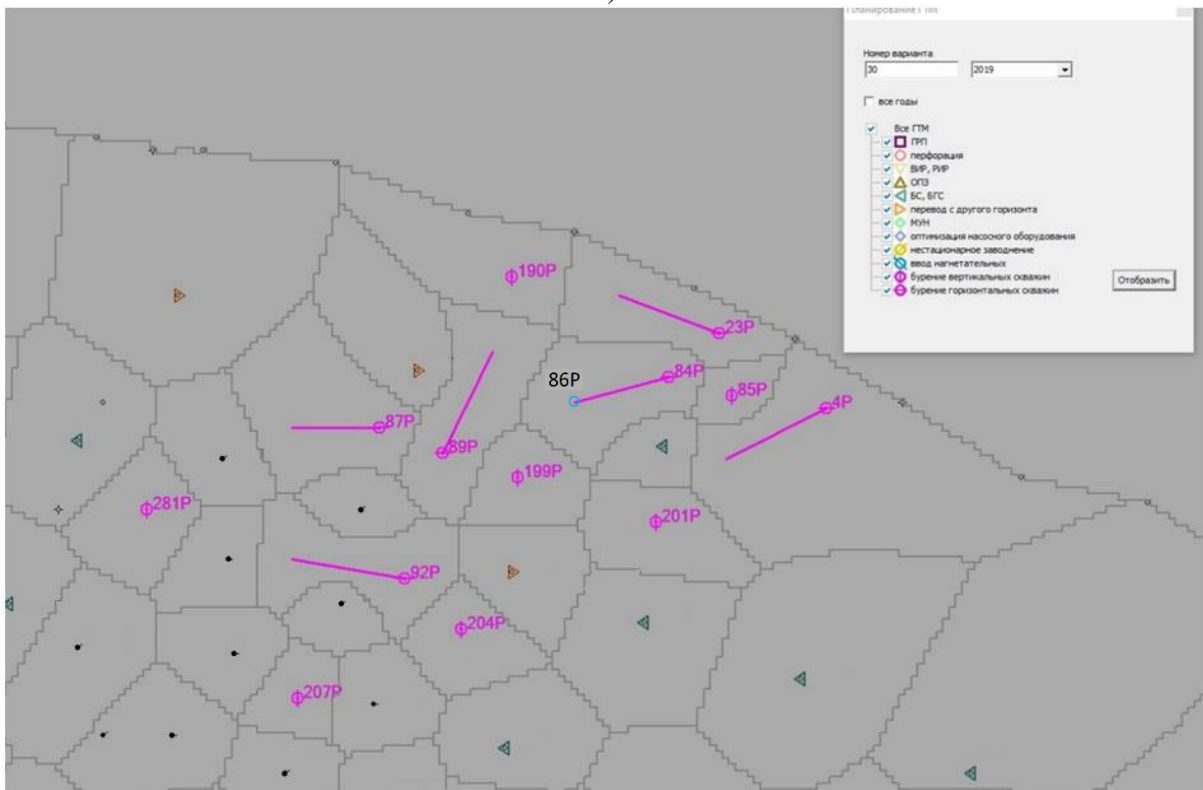 )
Планирование ГТМ
Номер варианта
30
2019
все годы
Все ГТМ
ГРП
перфорация
ВИР, РИР
ОПЗ
БС, БГС
перевод с другого горизонта
МУН
оптимизация насосного оборудования
нестационарное заводнение
ввод нагнетательных
бурение вертикальных скважин
бурение горизонтальных скважин
Отобразить
190Р
23Р
86Р
84Р
85Р
4Р
87Р
89Р
199Р
281Р
201Р
92Р
204Р
207Р